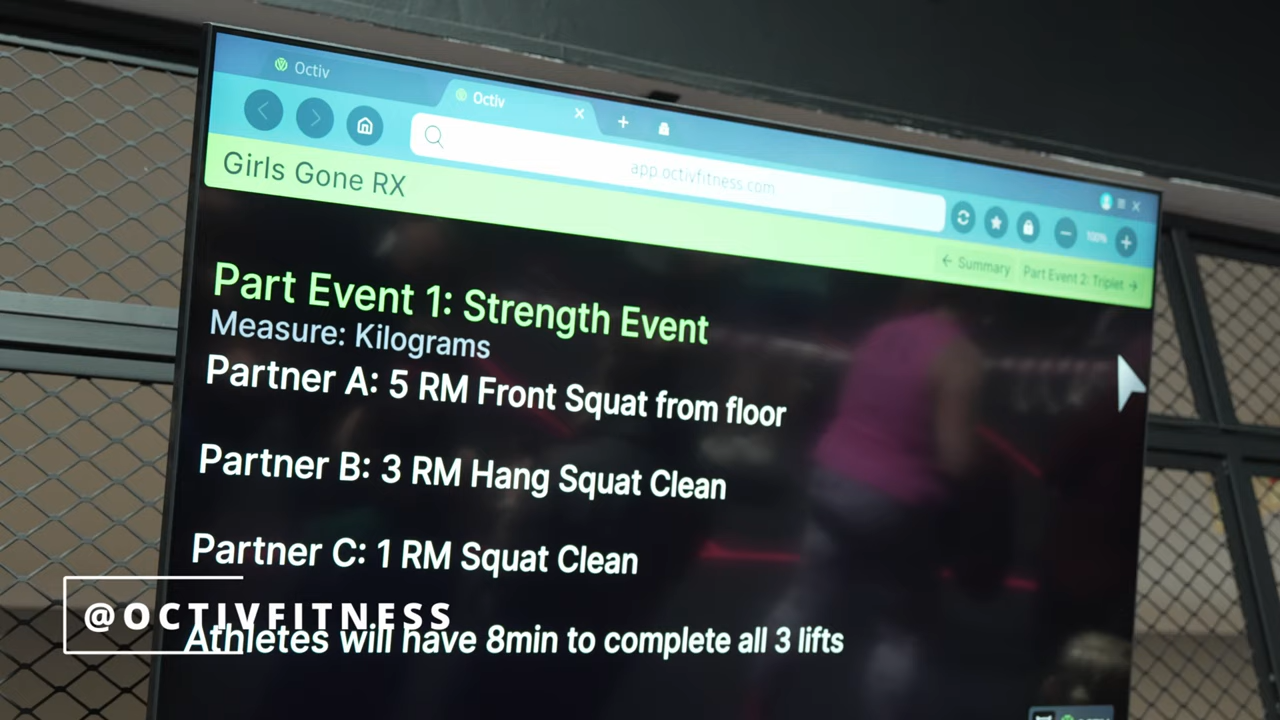 Octiv
Octiv
app.octivfitness.com
100%
Girls Gone RX
← Summary
Part Event 2: Triplet →
Part Event 1: Strength Event
Measure: Kilograms
Partner A: 5 RM Front Squat from floor
Partner B: 3 RM Hang Squat Clean
Partner C: 1 RM Squat Clean
@OCTIVFITNESS
Athletes will have 8min to complete all 3 lifts